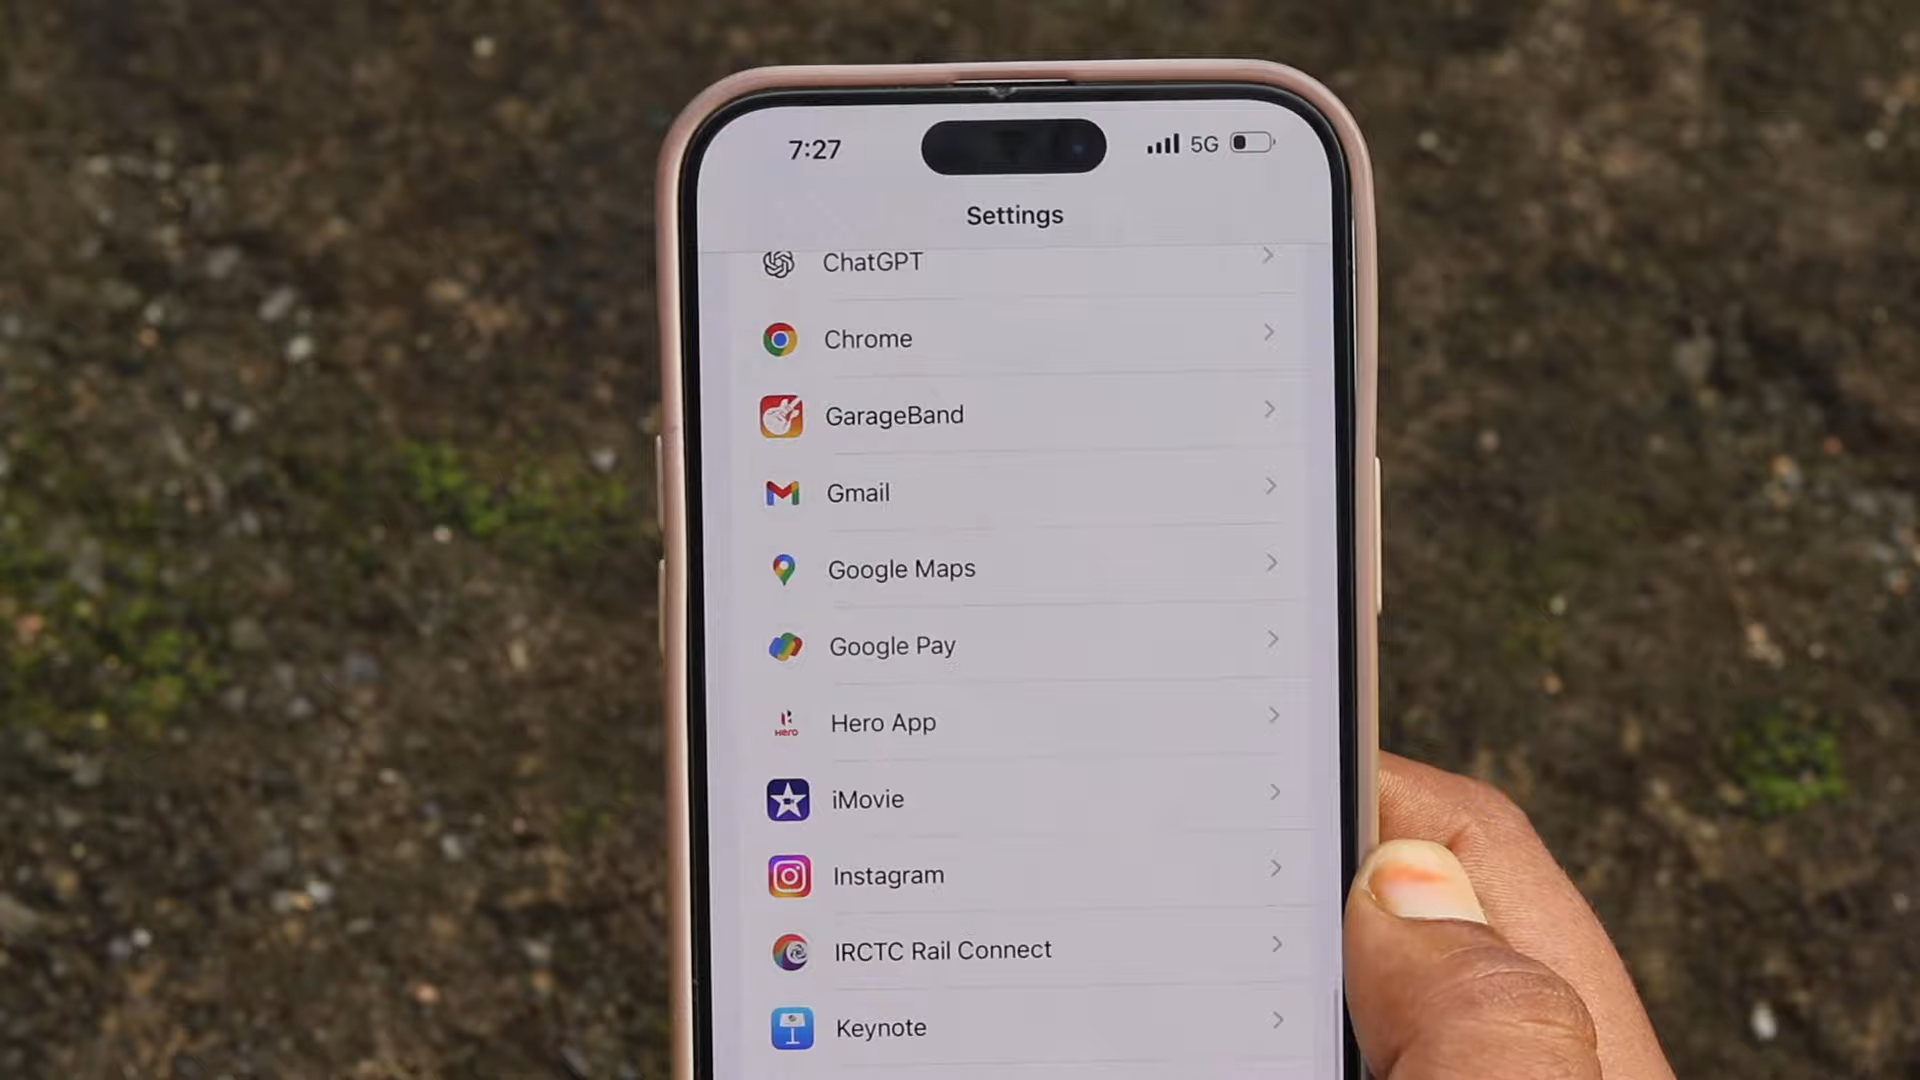 7:27 5G
Settings
ChatGPT
Chrome
GarageBand
Gmail
Google Maps
Google Pay
Hero App
Hero
iMovie
Instagram
IRCTC Rail Connect
Keynote